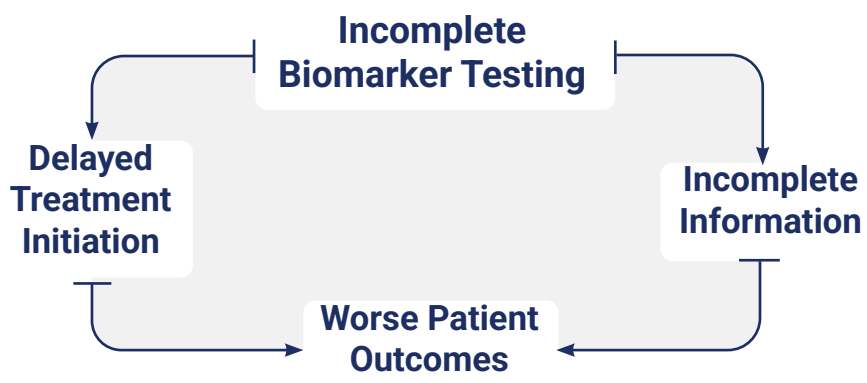 Incomplete
Biomarker Testing
Delayed
Treatment
Initiation
Incomplete
Information
Worse Patient
Outcomes